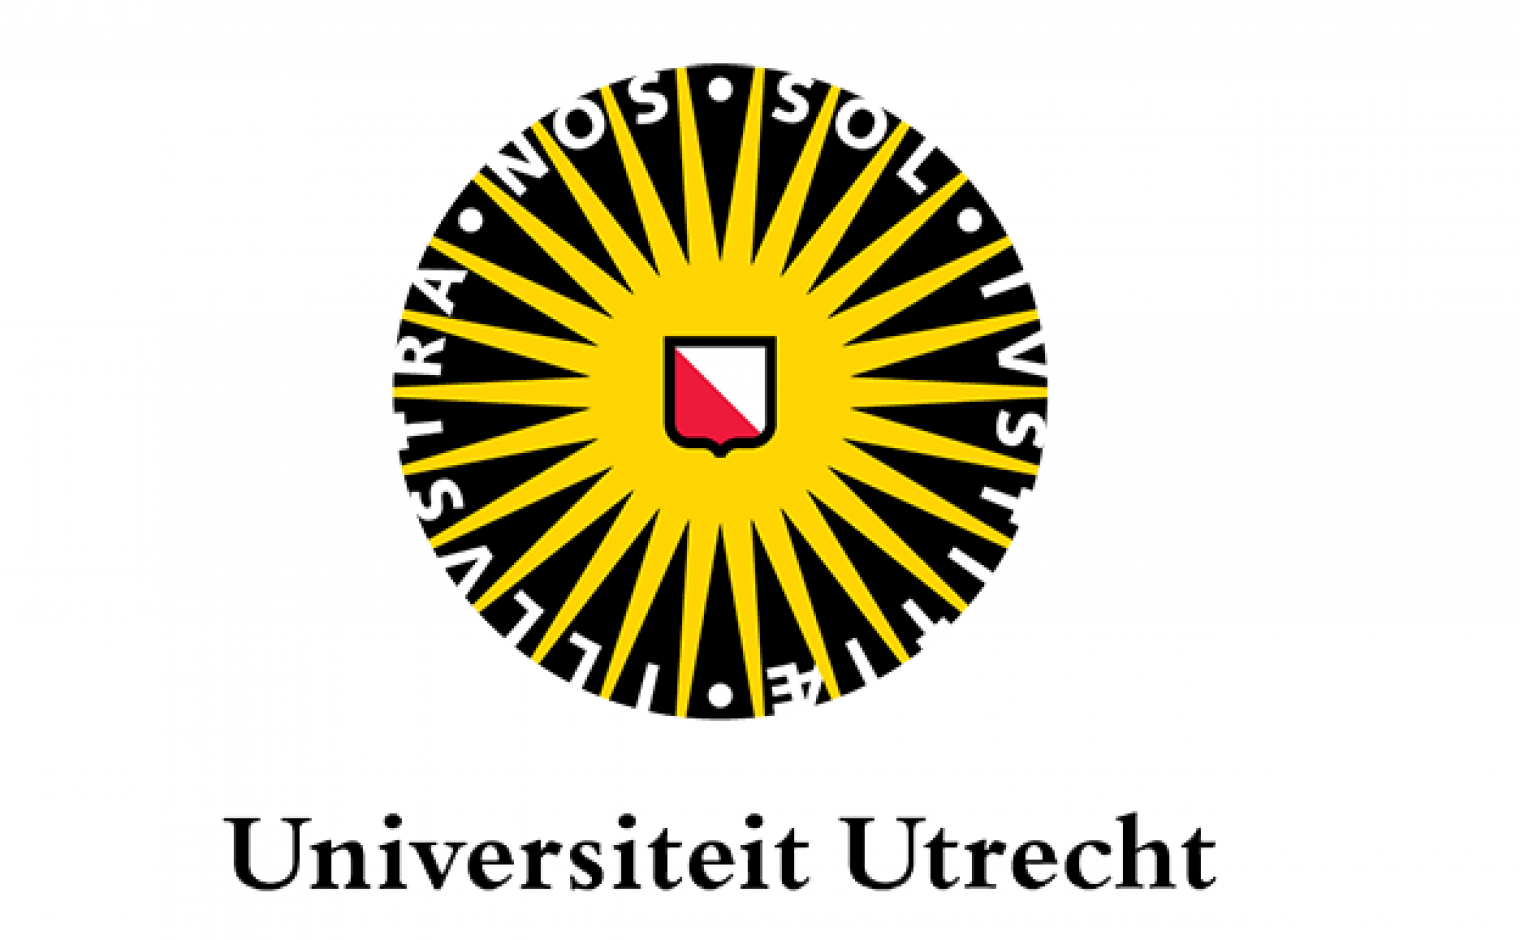 • SOL • IVSTITIÆ • ILLVSTRA • NOS
Universiteit Utrecht